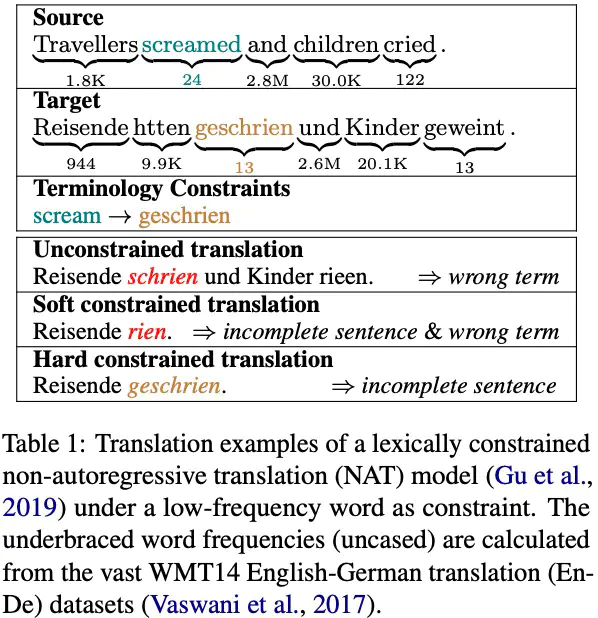 Source
Travellers screamed and children cried .
1.8K 24 2.8M 30.0K 122
Target
Reisende htten geschrien und Kinder geweint .
944 9.9K 13 2.6M 20.1K 13
Terminology Constraints
scream → geschrien
Unconstrained translation
Reisende schrien und Kinder rieen. ⇒ wrong term
Soft constrained translation
Reisende rien. ⇒ incomplete sentence & wrong term
Hard constrained translation
Reisende geschrien. ⇒ incomplete sentence
Table 1: Translation examples of a lexically constrained
non-autoregressive translation (NAT) model (Gu et al.,
2019) under a low-frequency word as constraint. The
underbraced word frequencies (uncased) are calculated
from the vast WMT14 English-German translation (En-
De) datasets (Vaswani et al., 2017).